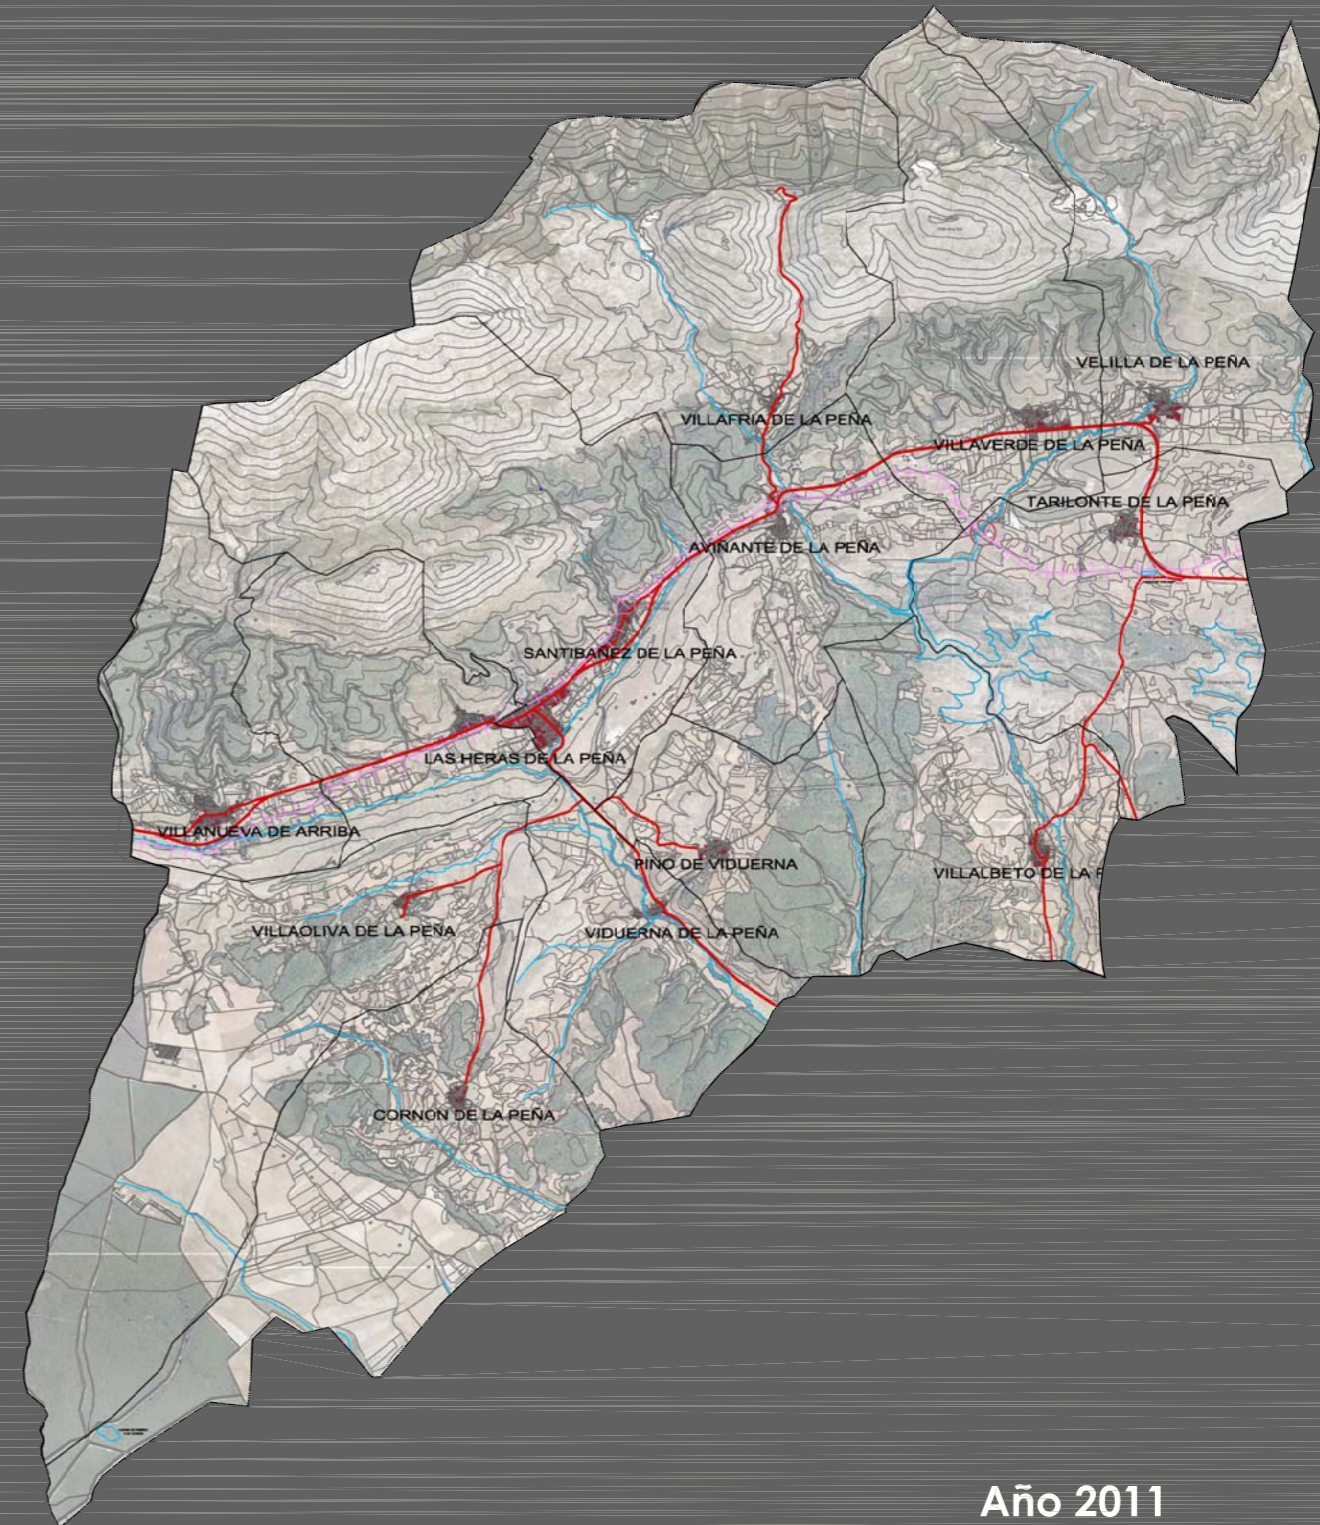 VELILLA DE LA PEÑA
VILLAFRIA DE LA PEÑA
VILLAVERDE DE LA PEÑA
TARILONTE DE LA PEÑA
AVIÑANTE DE LA PEÑA
SANTIBAÑEZ DE LA PEÑA
LAS HERAS DE LA PEÑA
VILLANUEVA DE ARRIBA
PINO DE VIDUERNA
VILLALBETO DE LA P
VILLAOLIVA DE LA PEÑA
VIDUERNA DE LA PEÑA
CORNON DE LA PEÑA
Año 2011